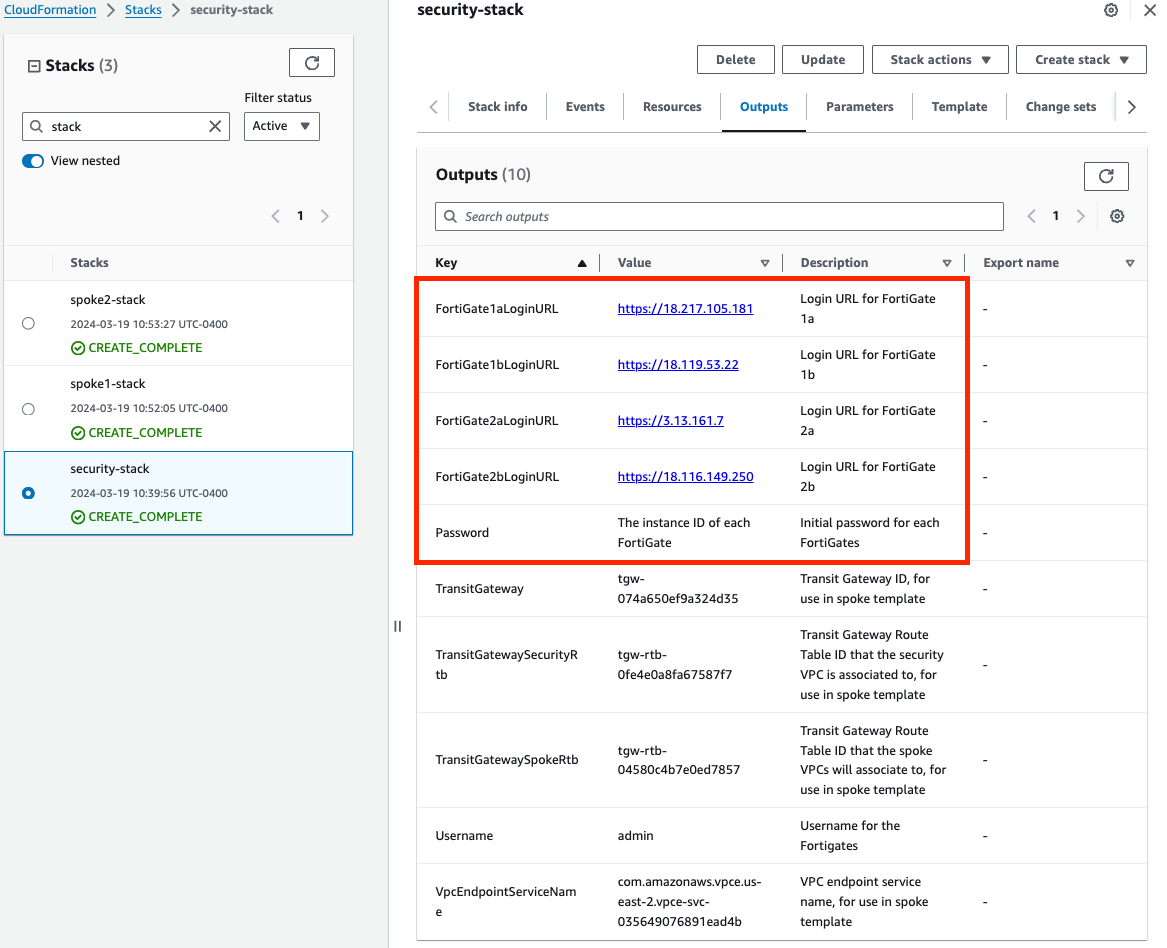 CloudFormation
Stacks
security-stack
Stacks (3)
Filter status
stack
Active
View nested
1
Stacks
spoke2-stack
2024-03-19 10:53:27 UTC-0400
CREATE_COMPLETE
spoke1-stack
2024-03-19 10:52:05 UTC-0400
CREATE_COMPLETE
security-stack
2024-03-19 10:39:56 UTC-0400
CREATE_COMPLETE
security-stack
Delete
Update
Stack actions
Create stack
Stack info
Events
Resources
Outputs
Parameters
Template
Change sets
Outputs (10)
Search outputs
1
Key
Value
Description
Export name
FortiGate1aLoginURL
https://18.217.105.181
Login URL for FortiGate
1a
-
FortiGate1bLoginURL
https://18.119.53.22
Login URL for FortiGate
1b
-
FortiGate2aLoginURL
https://3.13.161.7
Login URL for FortiGate
2a
-
FortiGate2bLoginURL
https://18.116.149.250
Login URL for FortiGate
2b
-
Password
The instance ID of each
FortiGate
Initial password for each
FortiGates
-
TransitGateway
tgw-
074a650ef9a324d35
Transit Gateway ID, for
use in spoke template
-
TransitGatewaySecurityR
tb
tgw-rtb-
0fe4e0a8fa67587f7
Transit Gateway Route
Table ID that the security
VPC is associated to, for
use in spoke template
-
TransitGatewaySpokeRtb
tgw-rtb-
04580c4b7e0ed7857
Transit Gateway Route
Table ID that the spoke
VPCs will associate to, for
use in spoke template
-
Username
admin
Username for the
Fortigates
-
VpcEndpointServiceNam
e
com.amazonaws.vpce.us-
east-2.vpce-svc-
035649076891ead4b
VPC endpoint service
name, for use in spoke
template
-